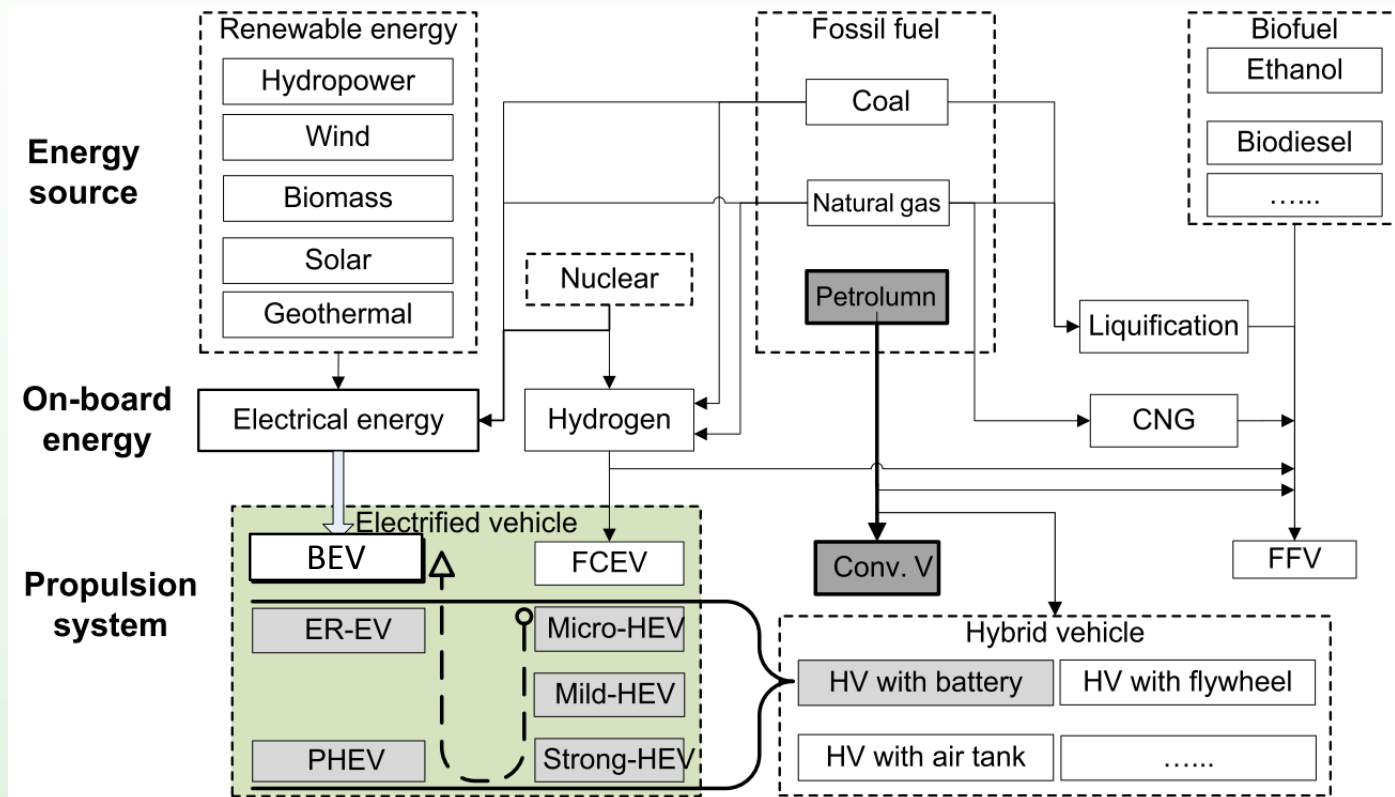 Renewable energy
Hydropower
Wind
Biomass
Solar
Geothermal
Fossil fuel
Coal
Natural gas
Petrolumn
Biofuel
Ethanol
Biodiesel
…...
Energy
source
Nuclear
Liquification
On-board
energy
Electrical energy
Hydrogen
CNG
Propulsion
system
Electrified vehicle
BEV
FCEV
ER-EV
Micro-HEV
Mild-HEV
PHEV
Strong-HEV
Conv. V
FFV
Hybrid vehicle
HV with battery
HV with flywheel
HV with air tank
…...